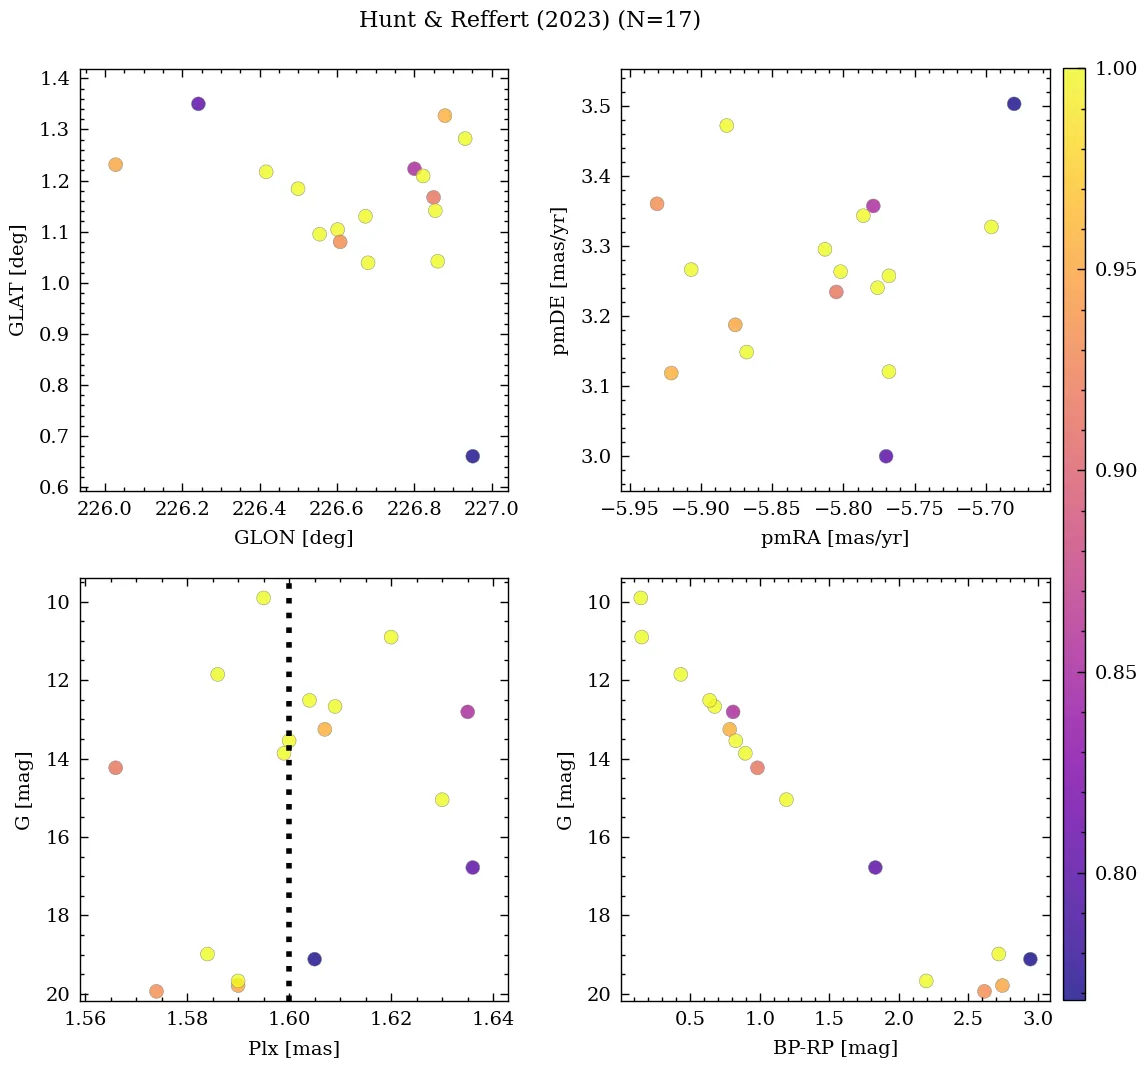 Hunt & Reffert (2023) (N=17)
1.4
1.3
1.2
1.1
1.0
0.9
0.8
0.7
0.6
GLAT [deg]
226.0 226.2 226.4 226.6 226.8 227.0
GLON [deg]
3.5
3.4
3.3
3.2
3.1
3.0
pmDE [mas/yr]
−5.95 −5.90 −5.85 −5.80 −5.75 −5.70
pmRA [mas/yr]
1.00
0.95
0.90
0.85
0.80
10
12
14
16
18
20
G [mag]
1.56 1.58 1.60 1.62 1.64
Plx [mas]
10
12
14
16
18
20
G [mag]
0.5 1.0 1.5 2.0 2.5 3.0
BP-RP [mag]